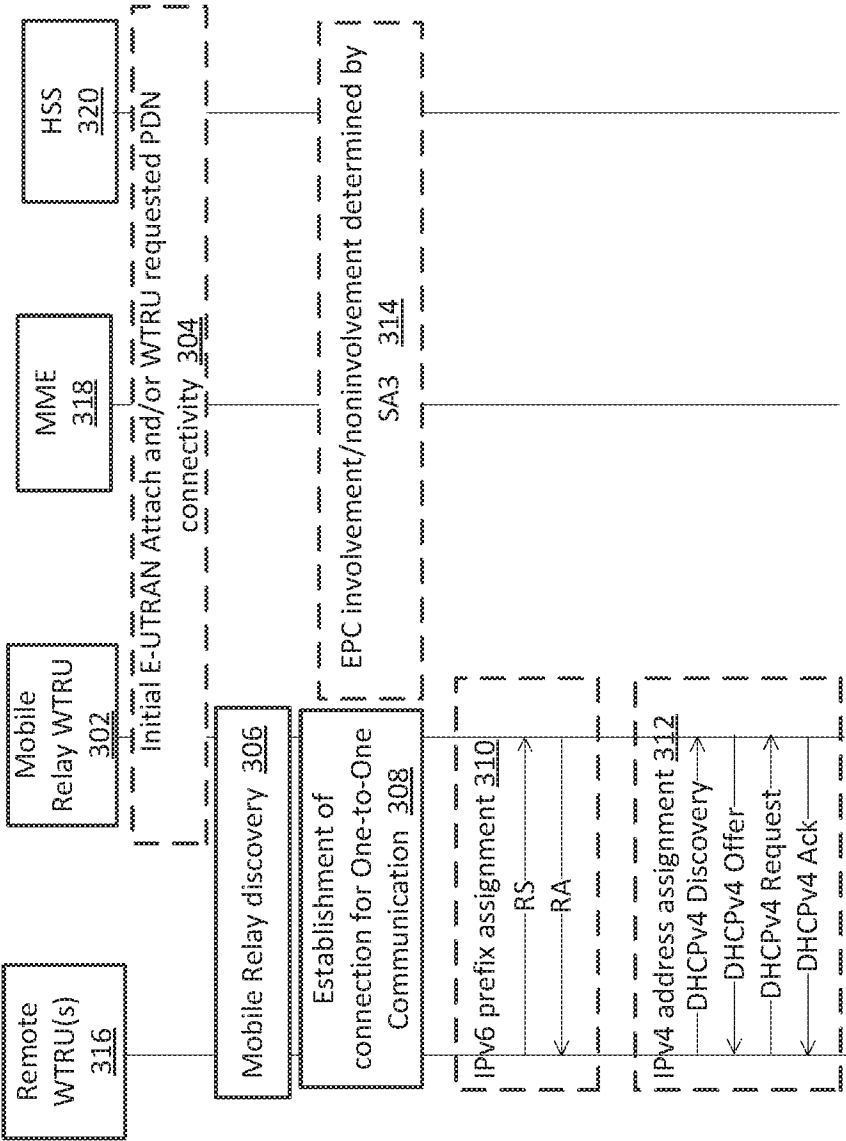 Remote
WTRU(s)
316
Mobile
Relay WTRU
302
MME
318
HSS
320
Initial E-UTRAN Attach and/or WTRU requested PDN
connectivity 304
Mobile Relay discovery 306
Establishment of
connection for One-to-One
Communication 308
EPC involvement/noninvolvement determined by
SA3 314
IPv6 prefix assignment 310
RS
RA
IPv4 address assignment 312
DHCPv4 Discovery
DHCPv4 Offer
DHCPv4 Request
DHCPv4 Ack